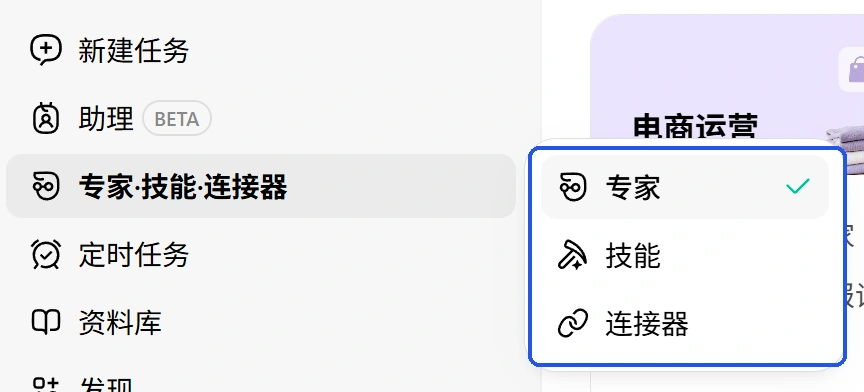 新建任务
助理 BETA
专家·技能·连接器
定时任务
资料库
发现
电商运营
专家
技能
连接器